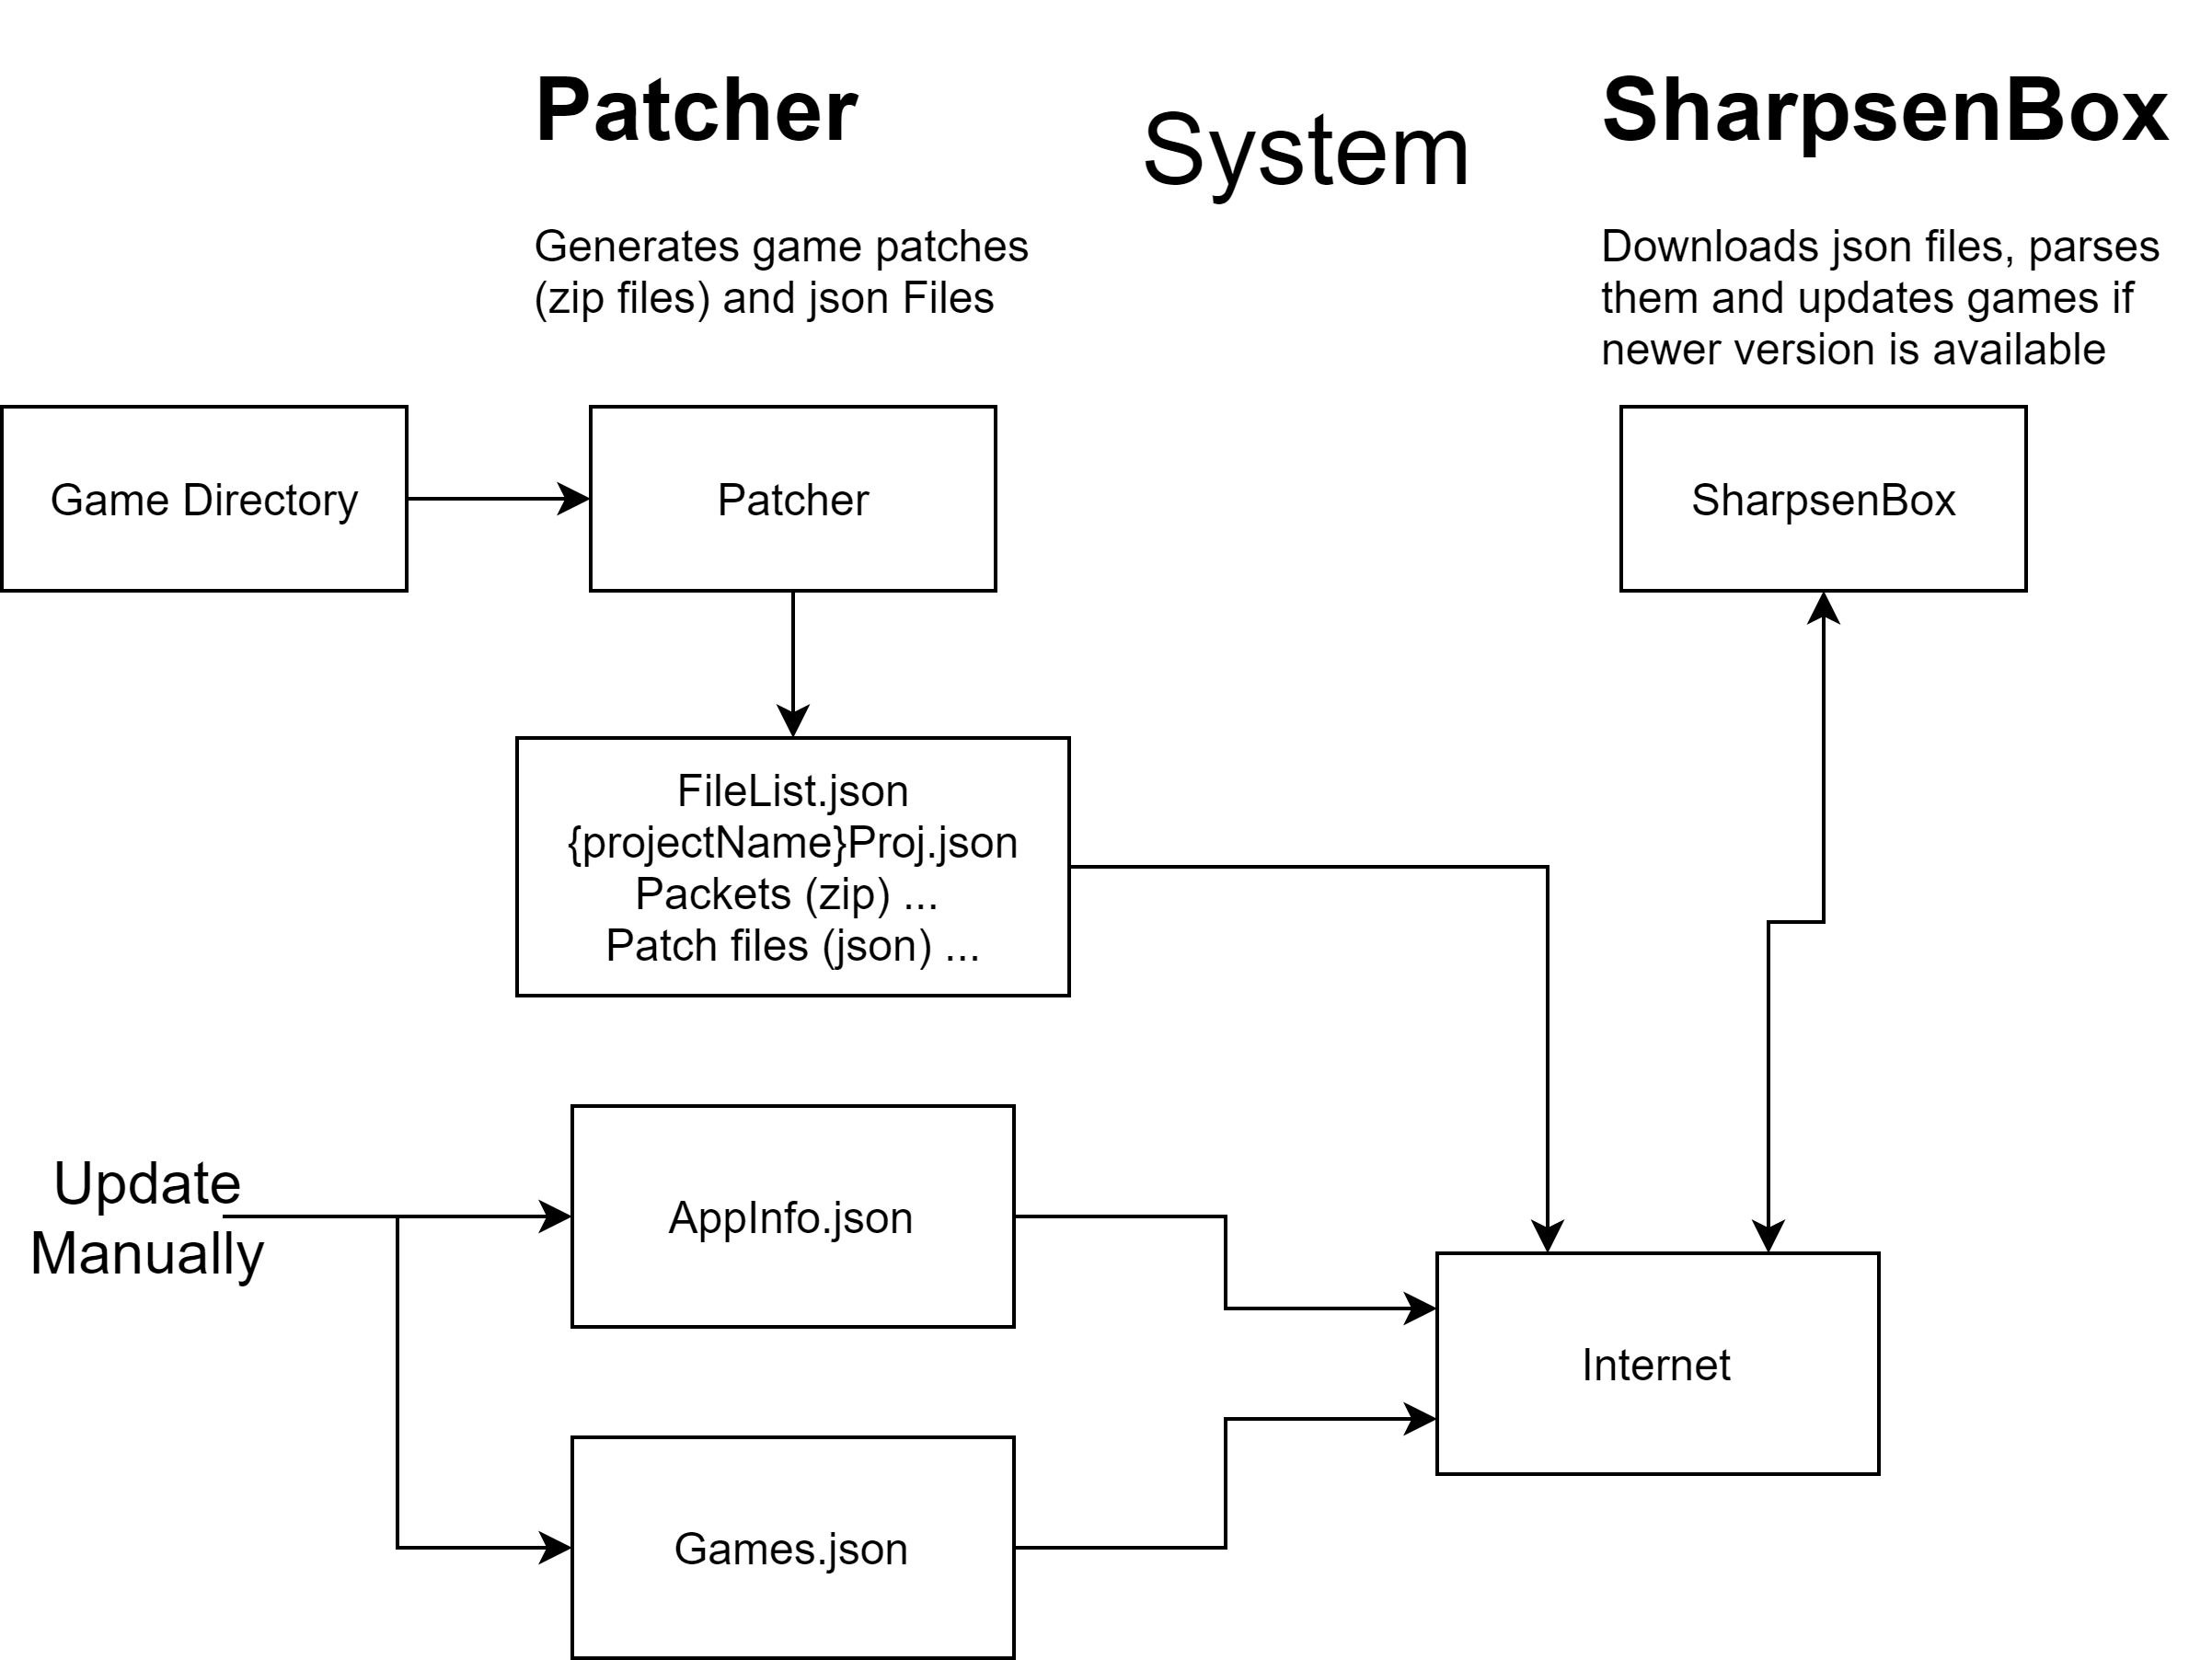 Patcher
System
SharpsenBox
Generates game patches
(zip files) and json Files
Downloads json files, parses
them and updates games if
newer version is available
Game Directory
Patcher
SharpsenBox
FileList.json
{projectName}Proj.json
Packets (zip) ...
Patch files (json) ...
Update
Manually
AppInfo.json
Internet
Games.json